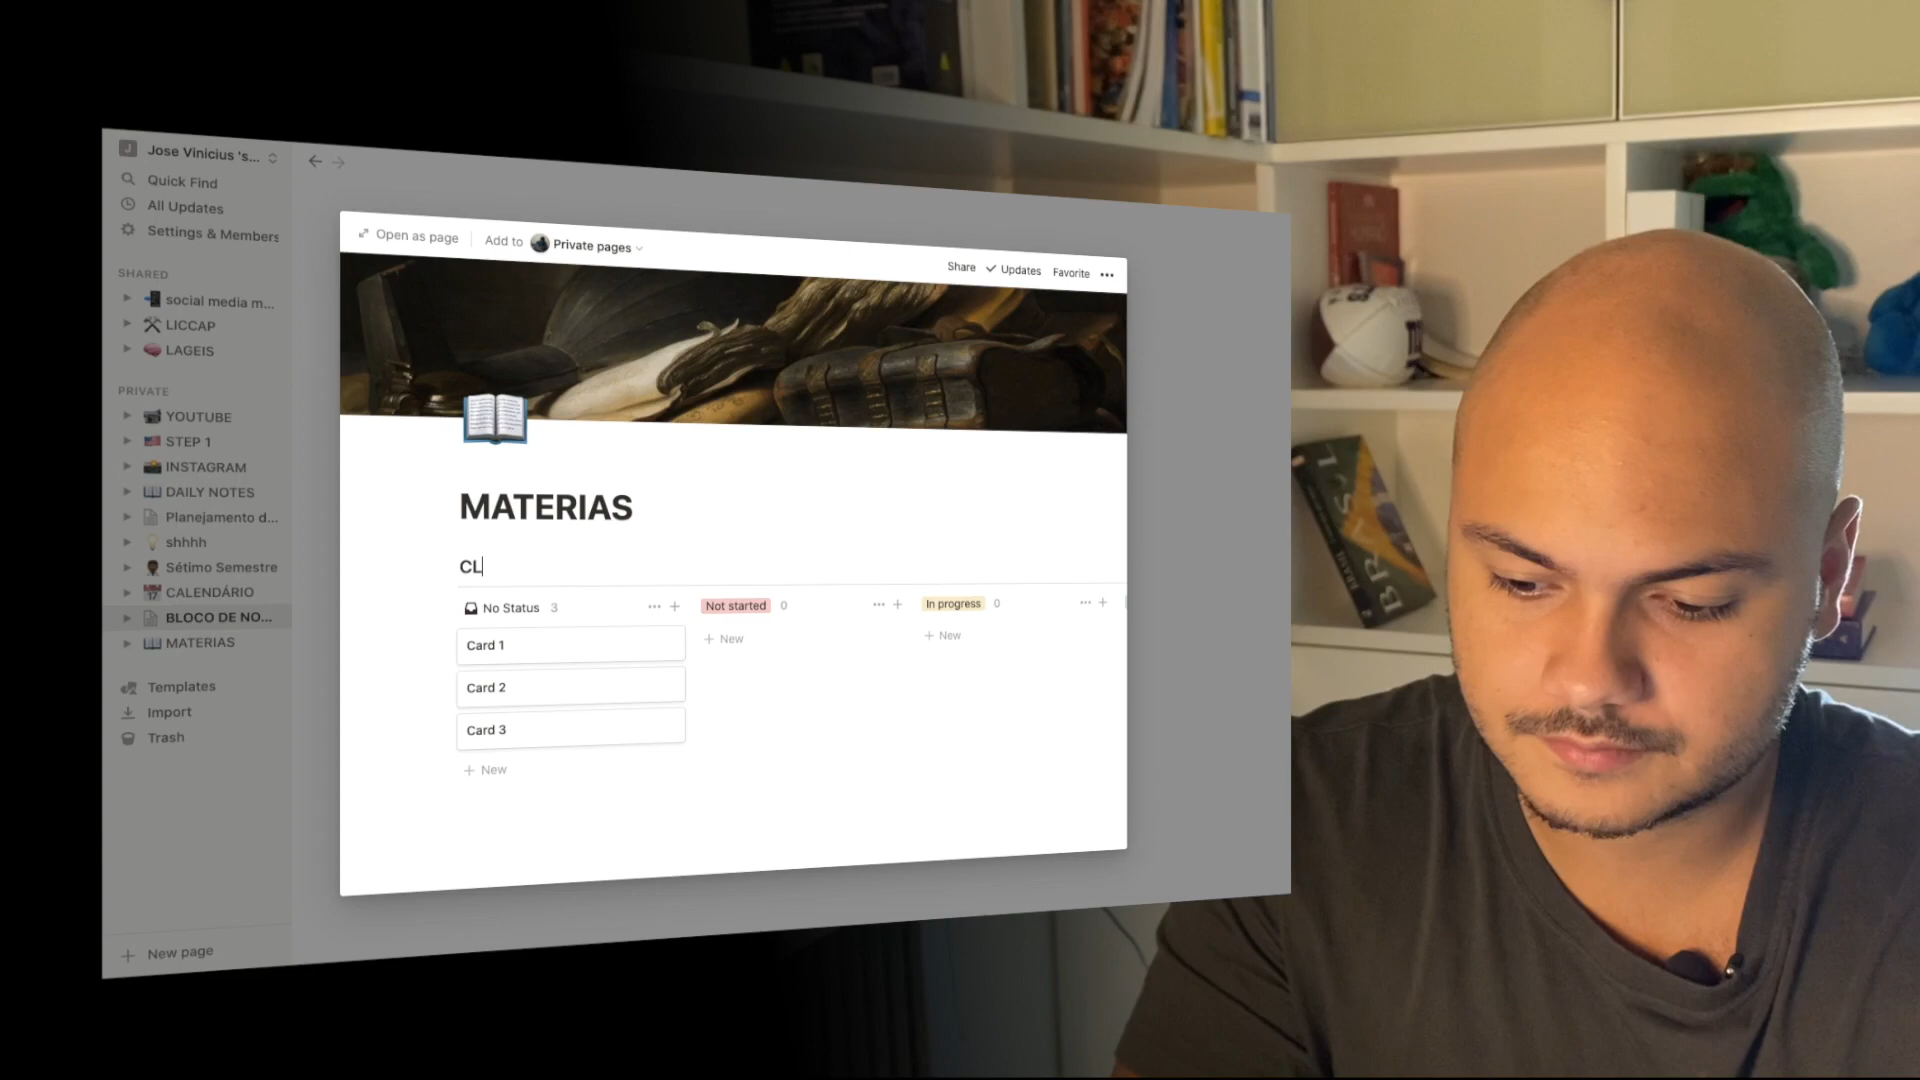 J Jose Vinicius 's...
Quick Find
All Updates
Settings & Members
SHARED
social media m...
LICCAP
LAGEIS
PRIVATE
YOUTUBE
STEP 1
INSTAGRAM
DAILY NOTES
Planejamento d...
shhhh
Sétimo Semestre
CALENDÁRIO
BLOCO DE NO...
MATERIAS
Templates
Import
Trash
New page
Open as page
Add to Private pages
Share Updates Favorite
MATERIAS
CL
No Status 3
Not started 0
In progress 0
Card 1
New
New
Card 2
Card 3
New